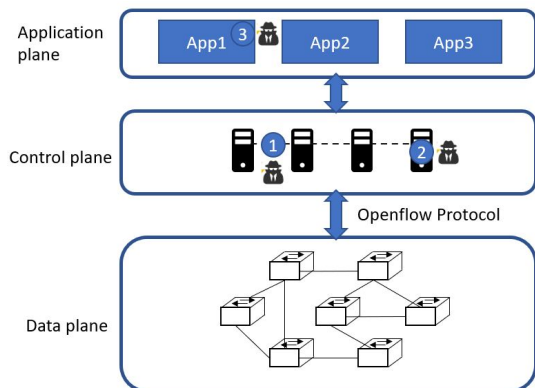 Application
plane
App1
3
App2
App3
Control plane
1
2
Openflow Protocol
Data plane